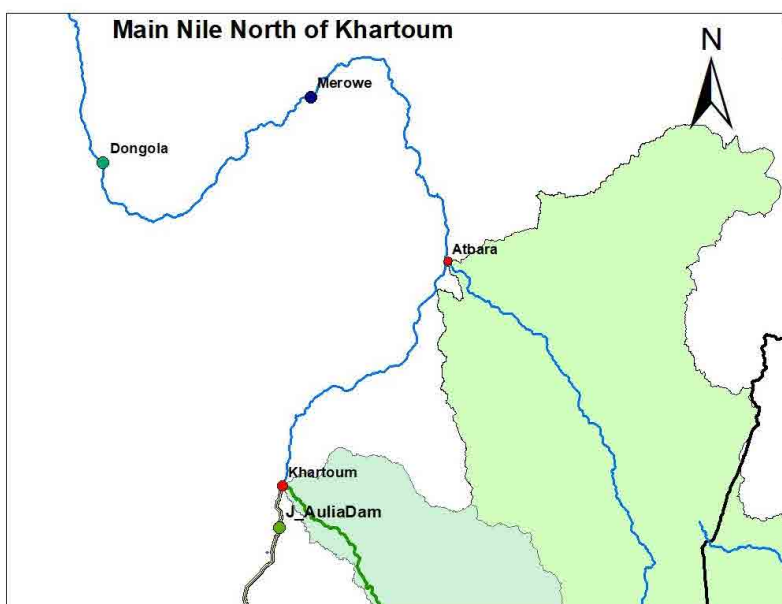 Main Nile North of Khartoum
N
Merowe
Dongola
Atbara
Khartoum
J_AuliaDam